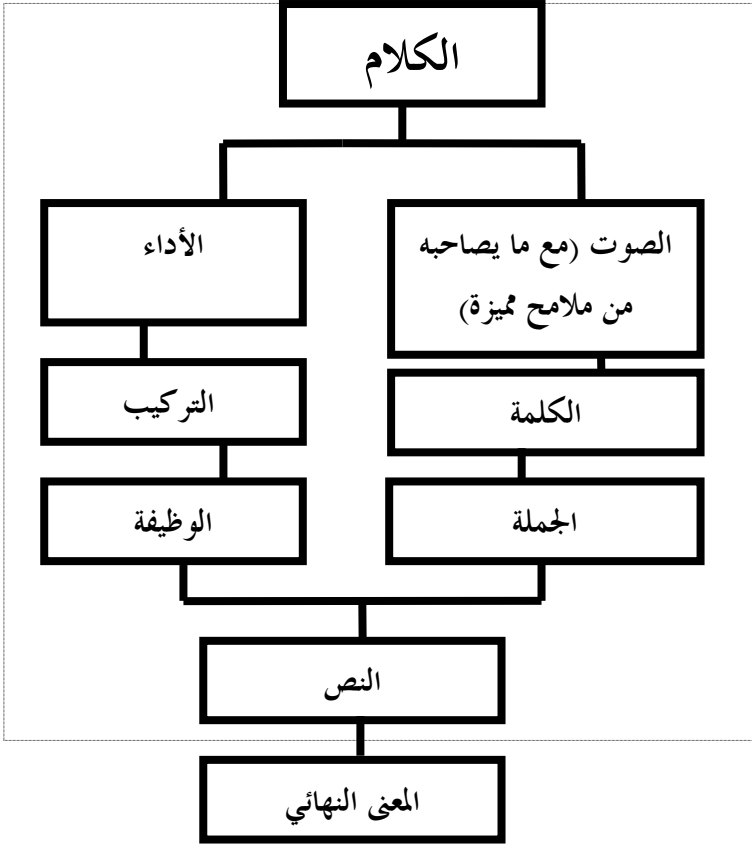 الكلام
الصوت (مع ما يصاحبه
من ملامح مميزة)
الأداء
الكلمة
التركيب
الجملة
الوظيفة
النص
المعنى النهائي